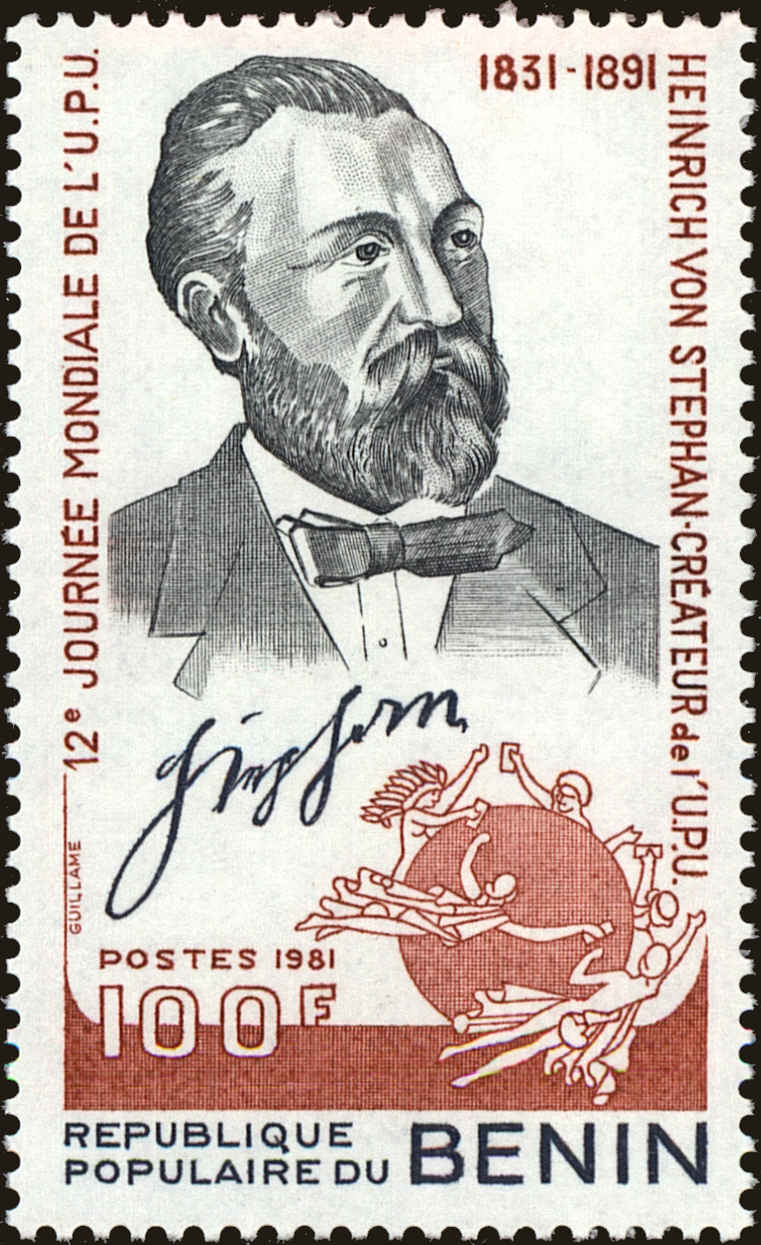 1831-1891
12e JOURNÉE MONDIALE DE L'U.P.U.
HEINRICH VON STEPHAN-CRÉATEUR de l'U.P.U.
Stephan
GUILLAME
POSTES 1981
100F
REPUBLIQUE
POPULAIRE DU BENIN